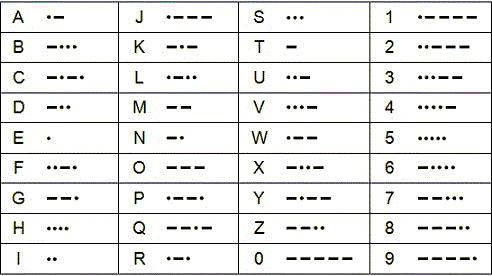 A •− J •−−− S ••• 1 •−−−−
B −••• K −•− T − 2 ••−−−
C −•−• L •−•• U ••− 3 •••−−
D −•• M −− V •••− 4 ••••−
E • N −• W •−− 5 •••••
F ••−• O −−− X −••− 6 −••••
G −−• P •−−• Y −•−− 7 −−•••
H •••• Q −−•− Z −−•• 8 −−−••
I •• R •−• 0 −−−−− 9 −−−−•